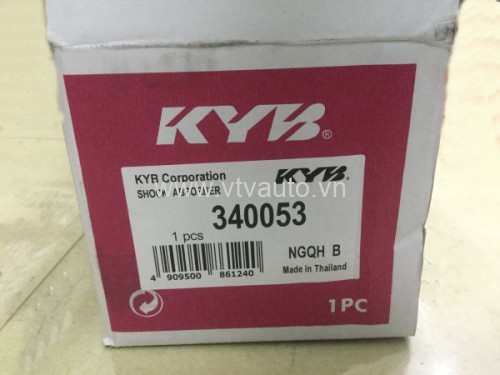 KYB®
KYB Corporation KYB®
SHOCK ABSORBER
www.vtvauto.vn
340053
1 pcs
NGQH B
4 909500 861240
Made in Thailand
1PC